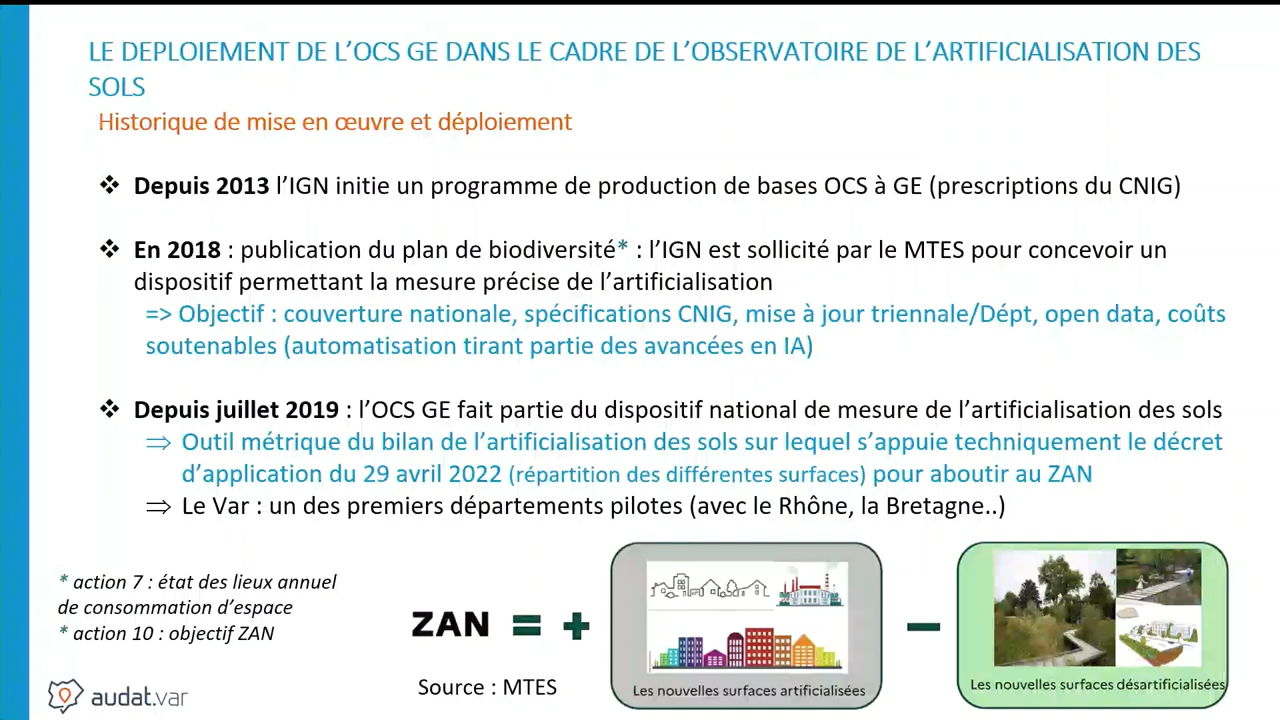 LE DEPLOIEMENT DE L’OCS GE DANS LE CADRE DE L’OBSERVATOIRE DE L’ARTIFICIALISATION DES
SOLS
Historique de mise en œuvre et déploiement
❖ Depuis 2013 l’IGN initie un programme de production de bases OCS à GE (prescriptions du CNIG)
❖ En 2018 : publication du plan de biodiversité* : l’IGN est sollicité par le MTES pour concevoir un
dispositif permettant la mesure précise de l’artificialisation
=> Objectif : couverture nationale, spécifications CNIG, mise à jour triennale/Dépt, open data, coûts
soutenables (automatisation tirant partie des avancées en IA)
❖ Depuis juillet 2019 : l’OCS GE fait partie du dispositif national de mesure de l’artificialisation des sols
⇒ Outil métrique du bilan de l’artificialisation des sols sur lequel s’appuie techniquement le décret
d’application du 29 avril 2022 (répartition des différentes surfaces) pour aboutir au ZAN
⇒ Le Var : un des premiers départements pilotes (avec le Rhône, la Bretagne..)
* action 7 : état des lieux annuel
de consommation d’espace
* action 10 : objectif ZAN
ZAN = + −
Les nouvelles surfaces artificialisées
Les nouvelles surfaces désartificialisées
Source : MTES
audat.var